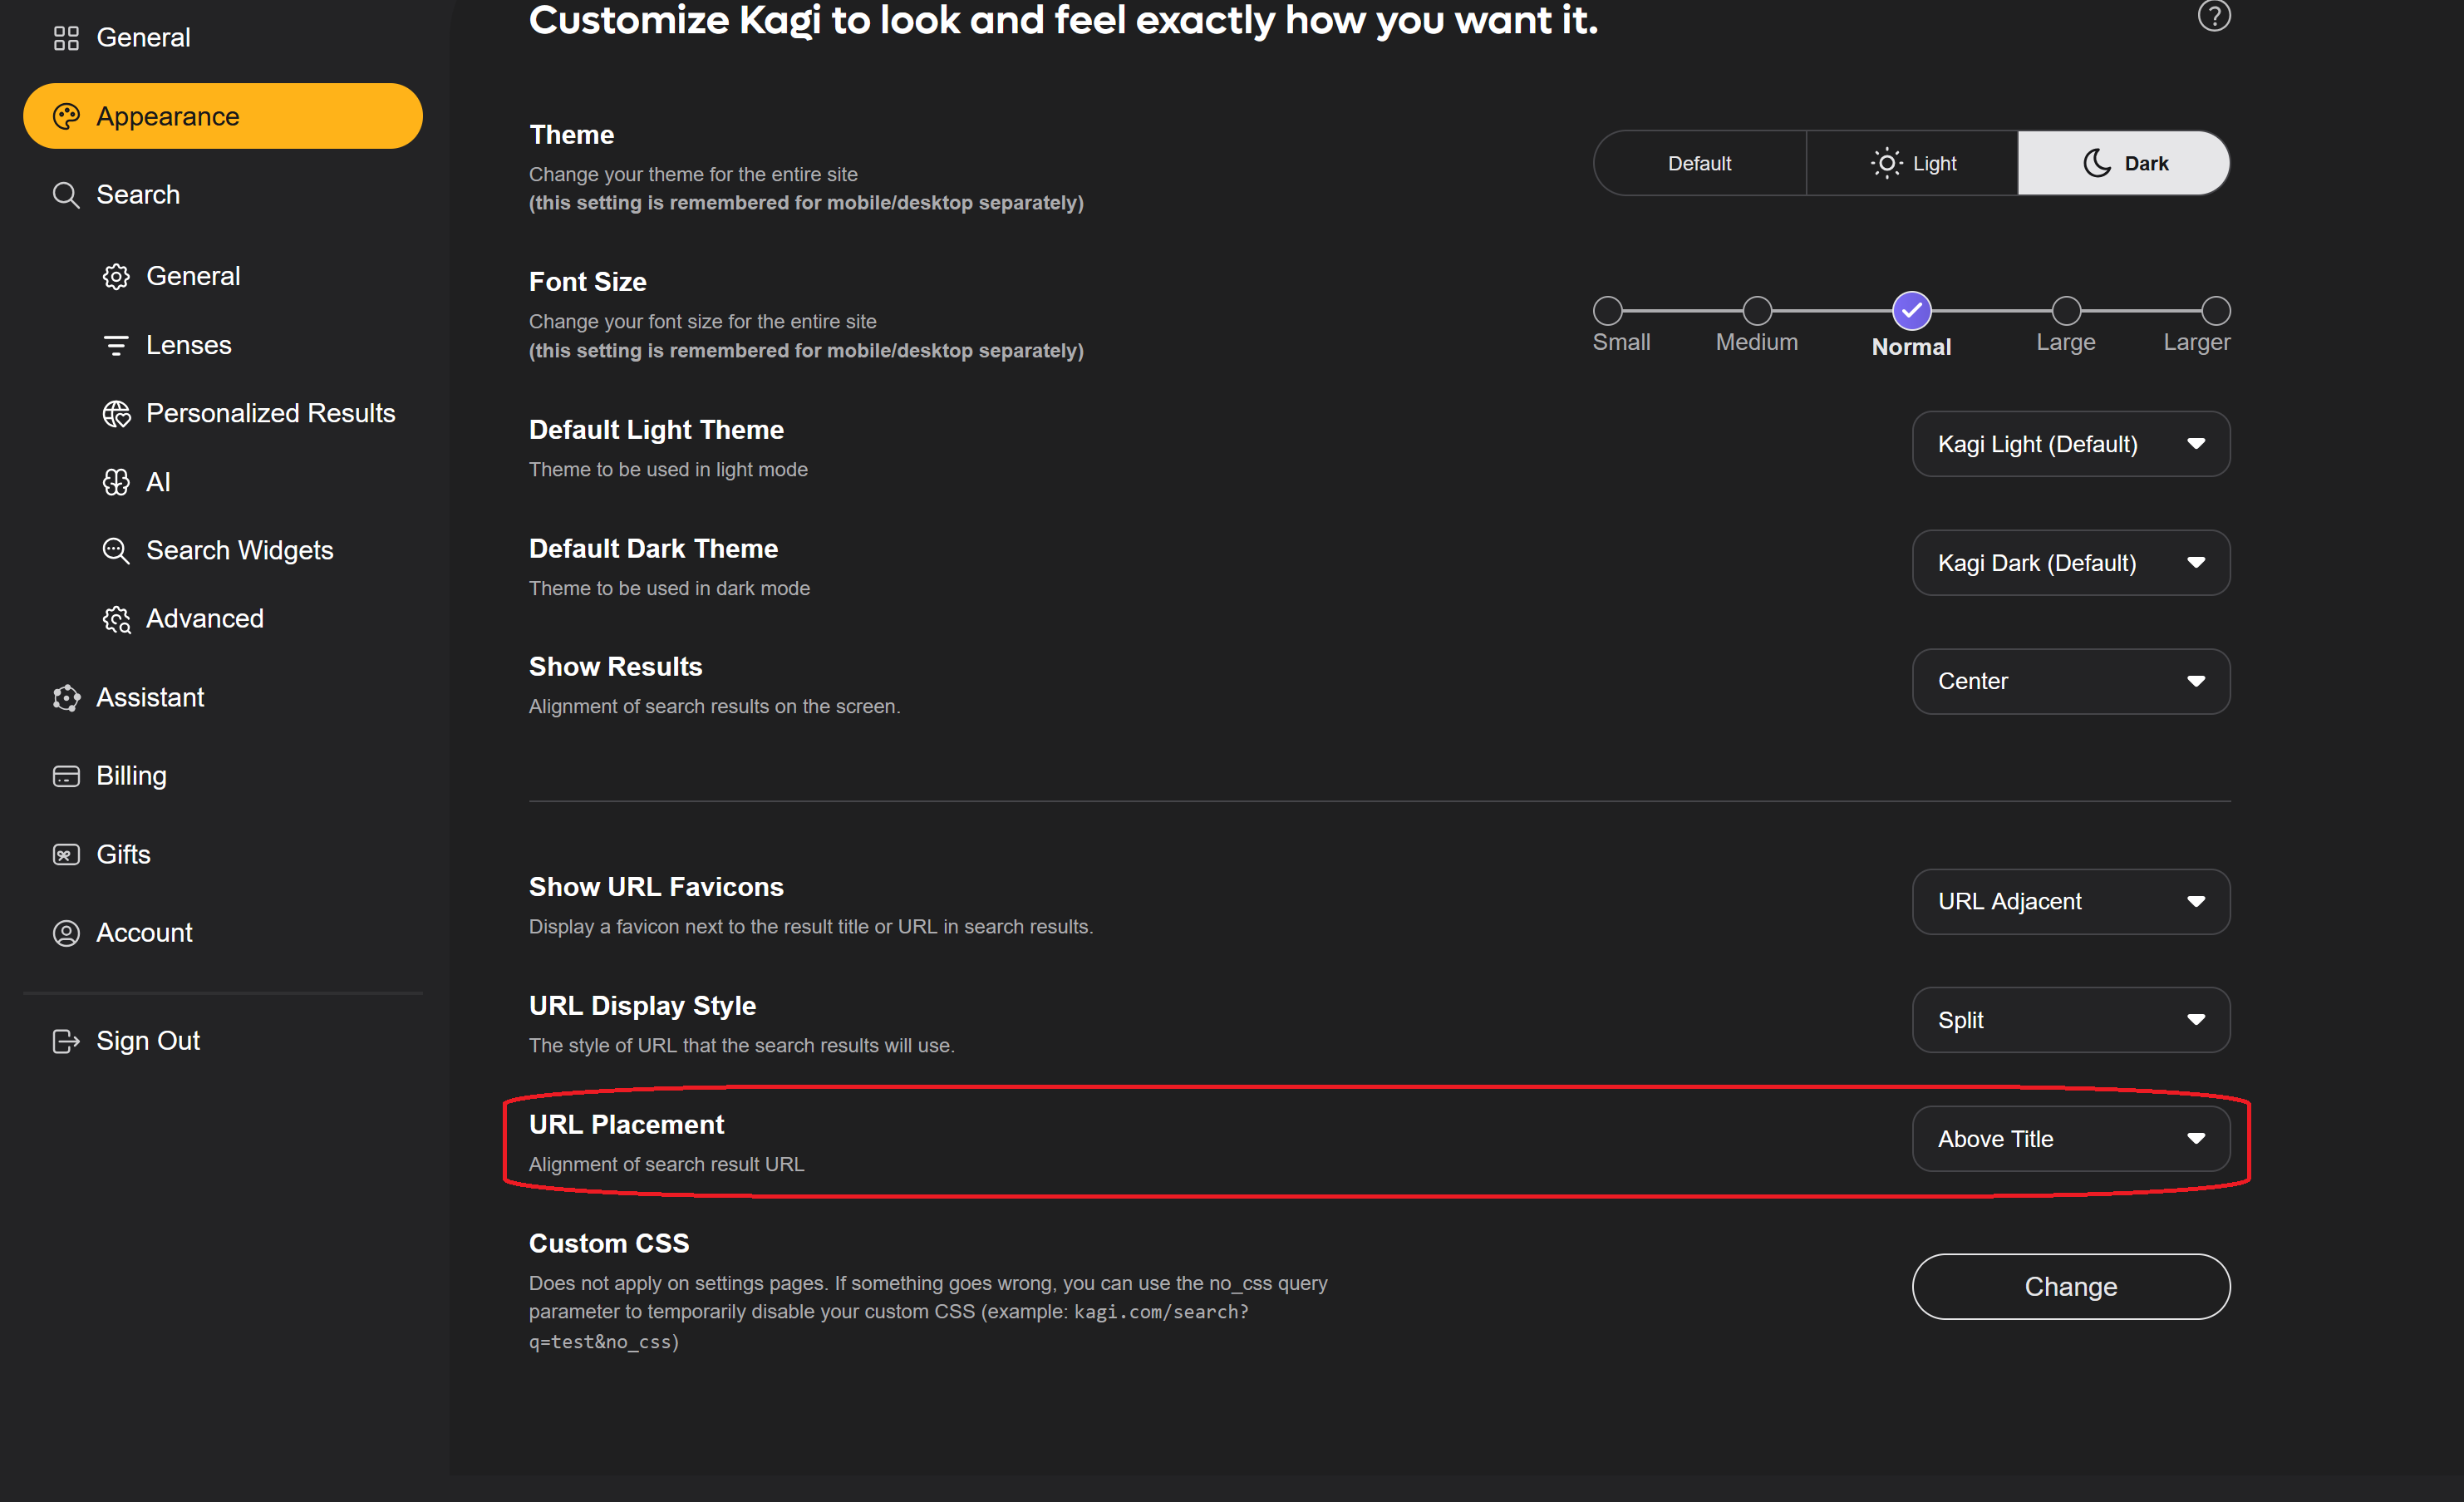 General
Appearance
Search
General
Lenses
Personalized Results
AI
Search Widgets
Advanced
Assistant
Billing
Gifts
Account
Sign Out
Customize Kagi to look and feel exactly how you want it.
?
Theme
Change your theme for the entire site
(this setting is remembered for mobile/desktop separately)
Default
Light
Dark
Font Size
Change your font size for the entire site
(this setting is remembered for mobile/desktop separately)
Small
Medium
Normal
Large
Larger
Default Light Theme
Theme to be used in light mode
Kagi Light (Default)
Default Dark Theme
Theme to be used in dark mode
Kagi Dark (Default)
Show Results
Alignment of search results on the screen.
Center
Show URL Favicons
Display a favicon next to the result title or URL in search results.
URL Adjacent
URL Display Style
The style of URL that the search results will use.
Split
URL Placement
Alignment of search result URL
Above Title
Custom CSS
Does not apply on settings pages. If something goes wrong, you can use the no_css query
parameter to temporarily disable your custom CSS (example: kagi.com/search?
q=test&no_css)
Change